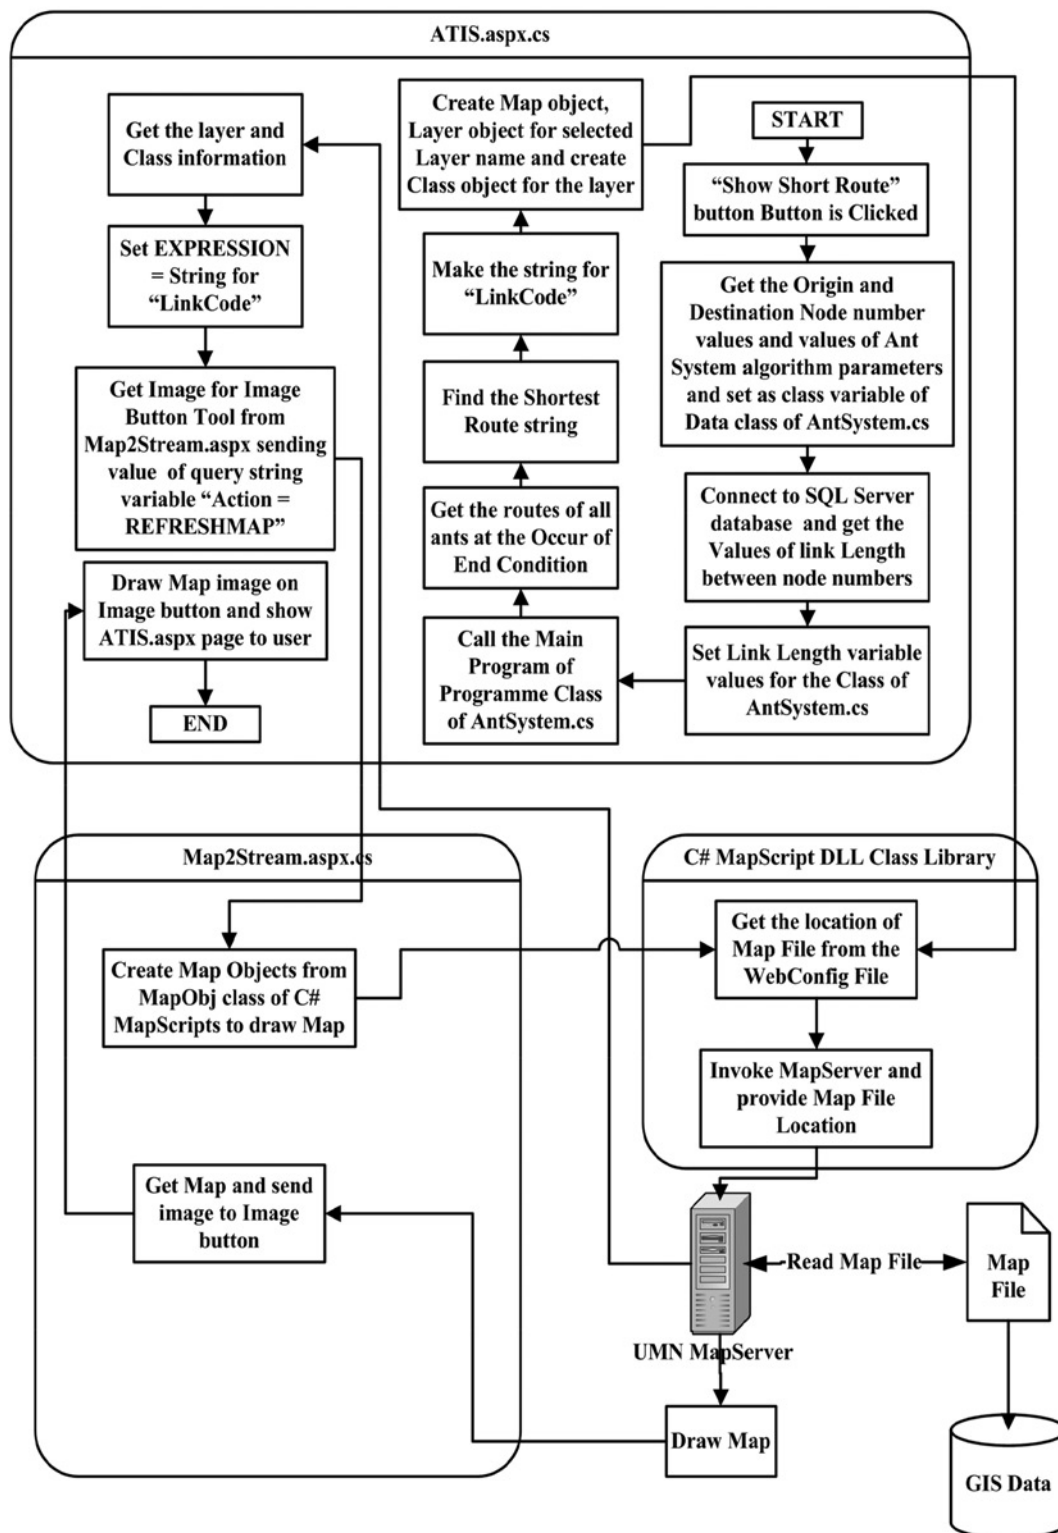 ATIS.aspx.cs
Get the layer and
Class information
Set EXPRESSION
= String for
“LinkCode”
Get Image for Image
Button Tool from
Map2Stream.aspx sending
value of query string
variable “Action =
REFRESHMAP”
Draw Map image on
Image button and show
ATIS.aspx page to user
END
Create Map object,
Layer object for selected
Layer name and create
Class object for the layer
Make the string for
“LinkCode”
Find the Shortest
Route string
Get the routes of all
ants at the Occur of
End Condition
Call the Main
Program of
Programme Class
of AntSystem.cs
START
“Show Short Route”
button Button is Clicked
Get the Origin and
Destination Node number
values and values of Ant
System algorithm parameters
and set as class variable of
Data class of AntSystem.cs
Connect to SQL Server
database and get the
Values of link Length
between node numbers
Set Link Length variable
values for the Class of
AntSystem.cs
Map2Stream.aspx.cs
Create Map Objects from
MapObj class of C#
MapScripts to draw Map
Get Map and send
image to Image
button
C# MapScript DLL Class Library
Get the location of
Map File from the
WebConfig File
Invoke MapServer and
provide Map File
Location
Read Map File
Map
File
UMN MapServer
Draw Map
GIS Data